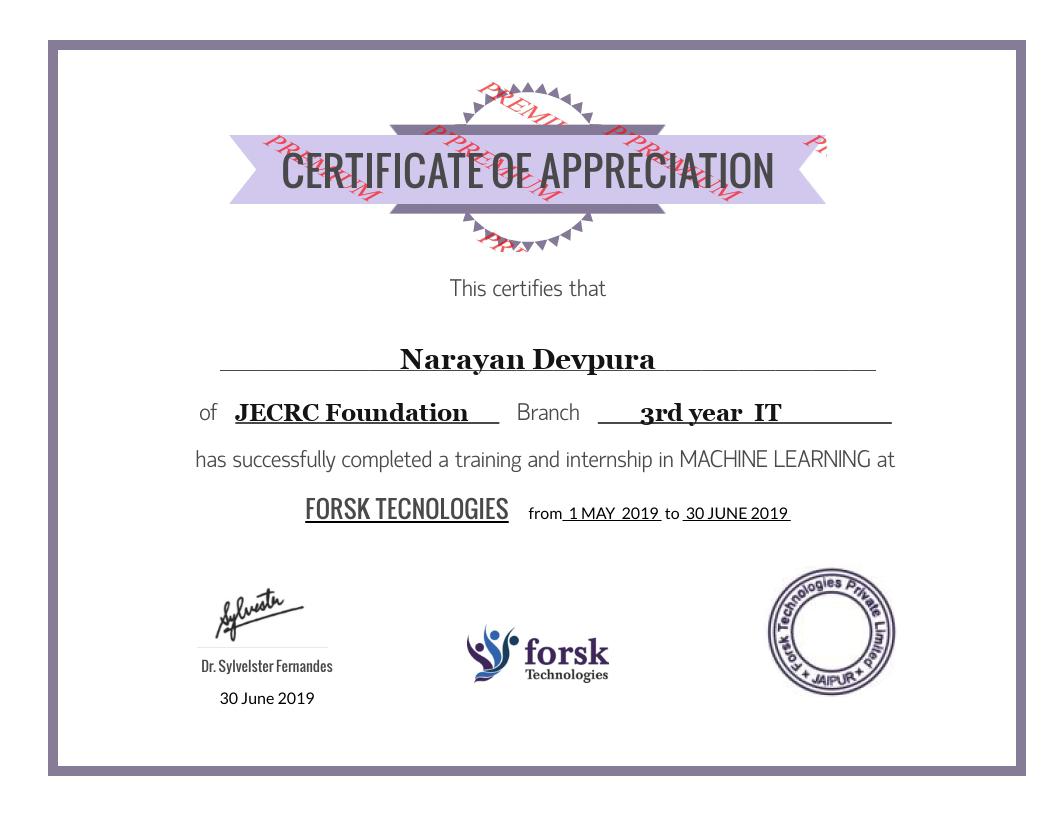 PREMIUM
CERTIFICATE OF APPRECIATION
PREMIUM PREMIUM PREMIUM
This certifies that
Narayan Devpura
of JECRC Foundation Branch 3rd year IT
has successfully completed a training and internship in MACHINE LEARNING at
FORSK TECNOLOGIES from 1 MAY 2019 to 30 JUNE 2019
Sylvester
Dr. Sylvelster Fernandes
30 June 2019
forsk
Technologies
Forsk Technologies Private Limited
JAIPUR